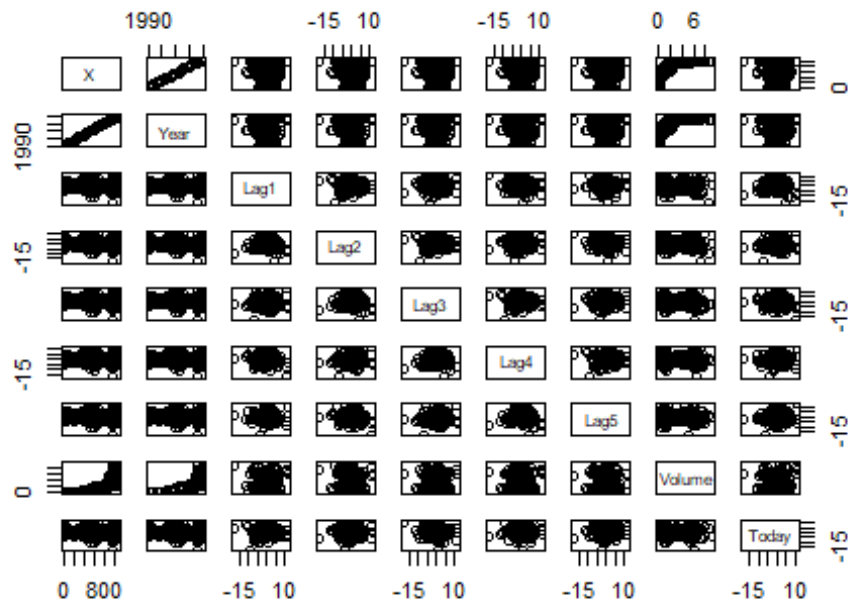 1990 -15 10 -15 10 0 6
X 0
1990 Year
Lag1 -15
-15 Lag2
Lag3 -15
-15 Lag4
Lag5 -15
0 Volume
Today -15
0 800 -15 10 -15 10 -15 10 -15 10